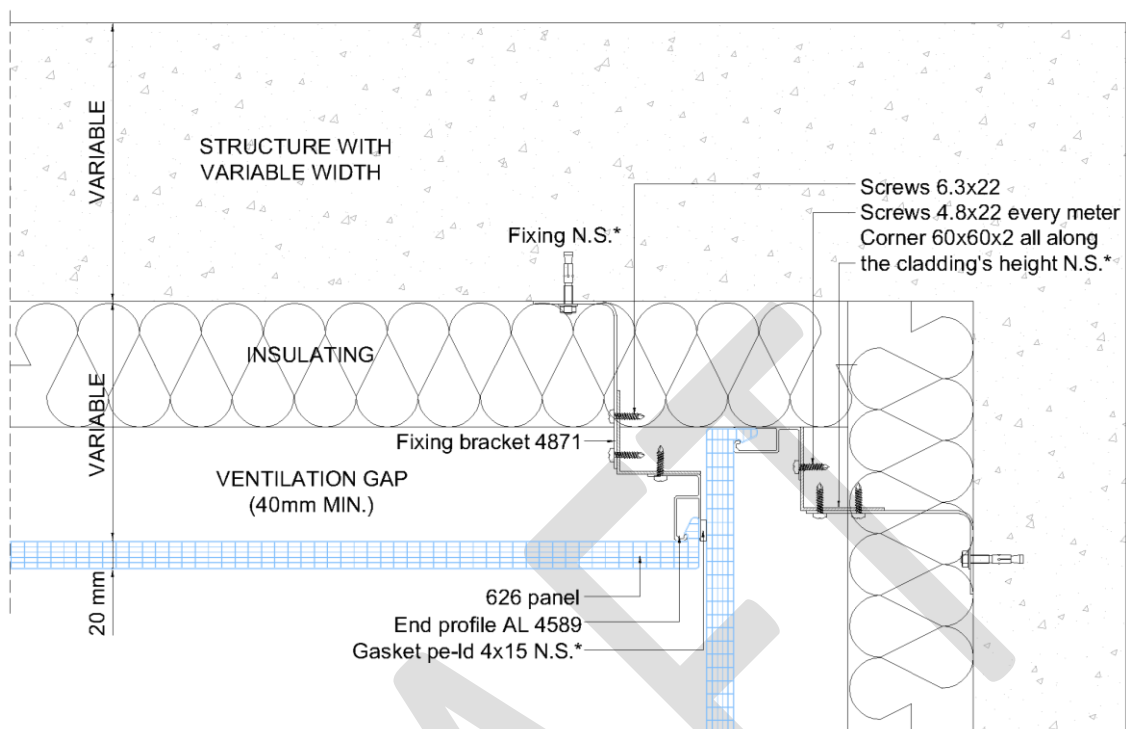 VARIABLE
STRUCTURE WITH
VARIABLE WIDTH
Fixing N.S.*
Screws 6.3x22
Screws 4.8x22 every meter
Corner 60x60x2 all along
the cladding's height N.S.*
INSULATING
VARIABLE
Fixing bracket 4871
VENTILATION GAP
(40mm MIN.)
20 mm
626 panel
End profile AL 4589
Gasket pe-ld 4x15 N.S.*